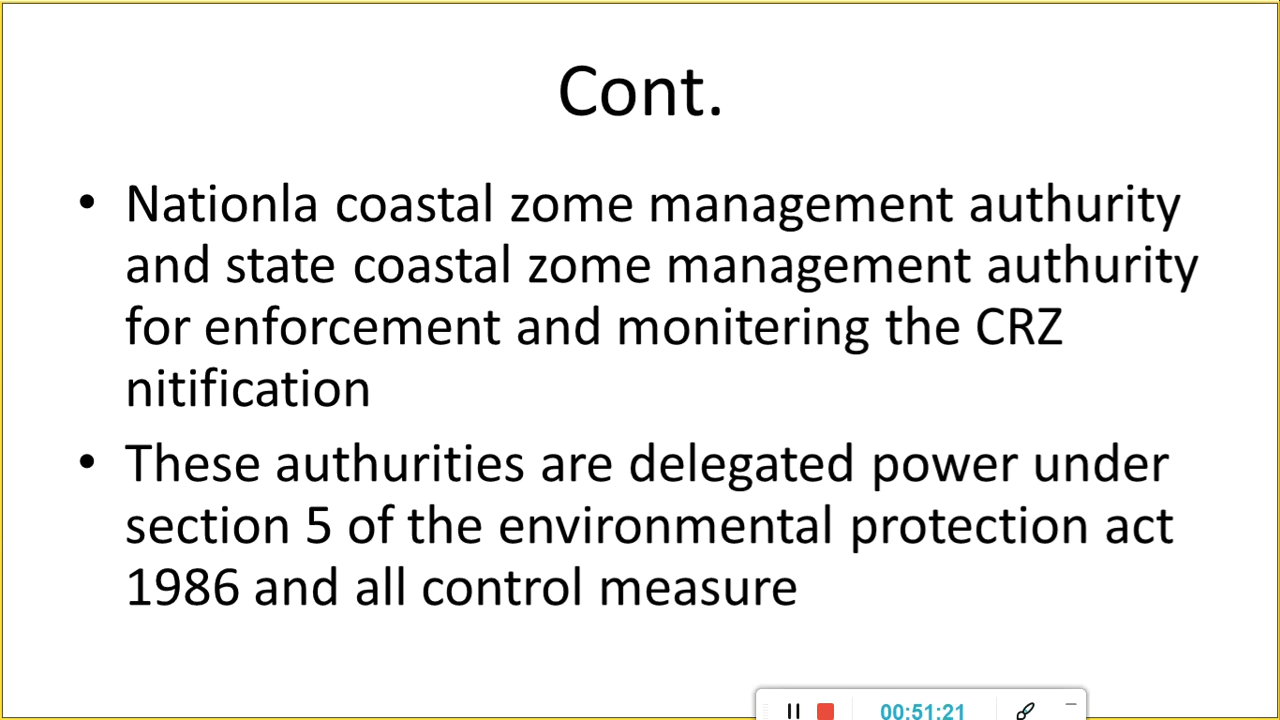 Cont.
• Nationla coastal zome management authurity
and state coastal zome management authurity
for enforcement and monitering the CRZ
nitification
• These authurities are delegated power under
section 5 of the environmental protection act
1986 and all control measure
00:51:21